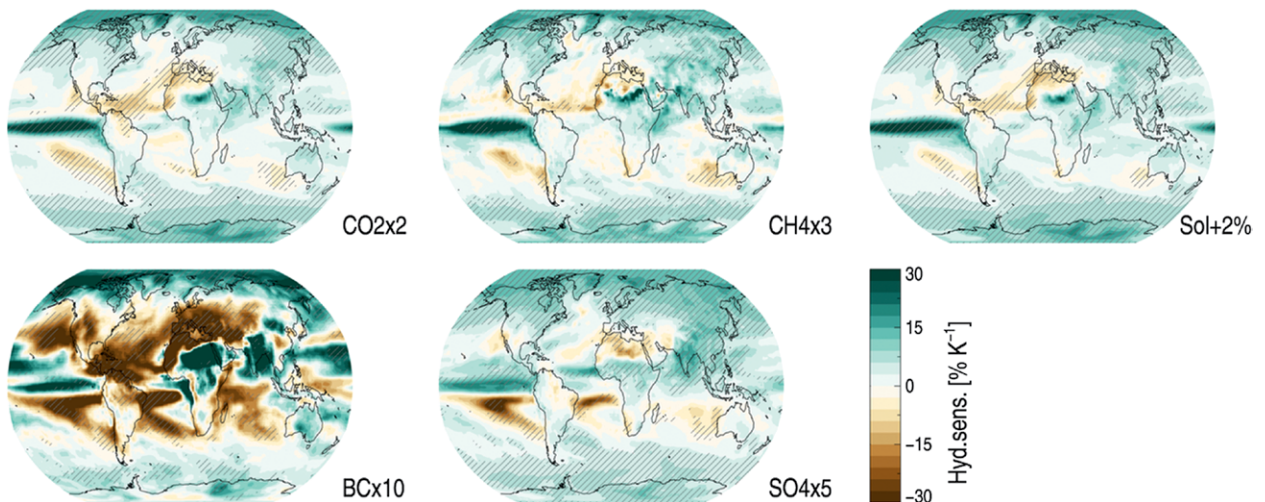 CO2x2
CH4x3
Sol+2%
BCx10
SO4x5
30
15
0
−15
−30
Hyd.sens. [% K⁻¹]